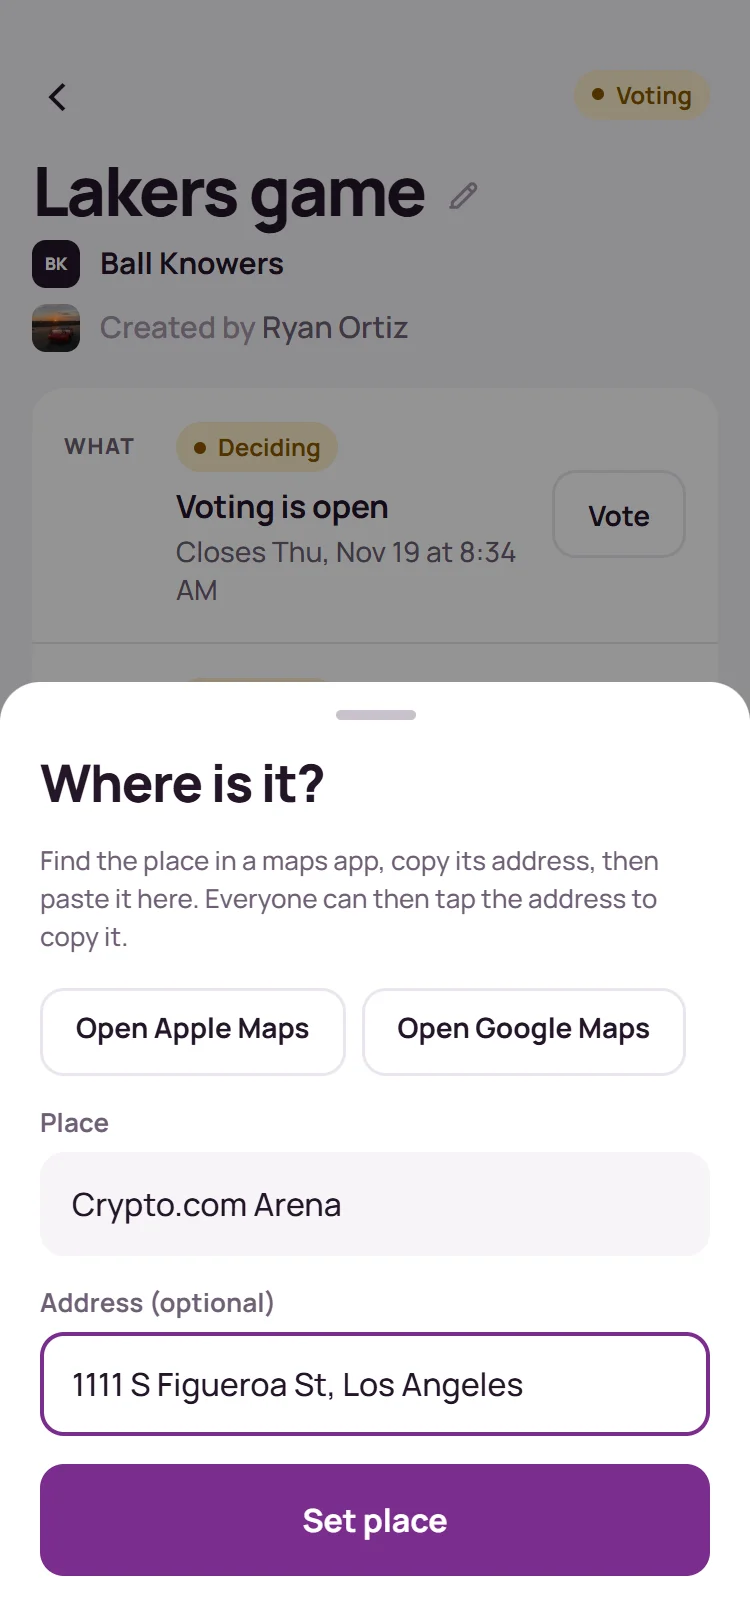 Voting
Lakers game
BK
Ball Knowers
Created by Ryan Ortiz
WHAT
Deciding
Voting is open
Closes Thu, Nov 19 at 8:34
AM
Vote
Where is it?
Find the place in a maps app, copy its address, then
paste it here. Everyone can then tap the address to
copy it.
Open Apple Maps
Open Google Maps
Place
Crypto.com Arena
Address (optional)
1111 S Figueroa St, Los Angeles
Set place